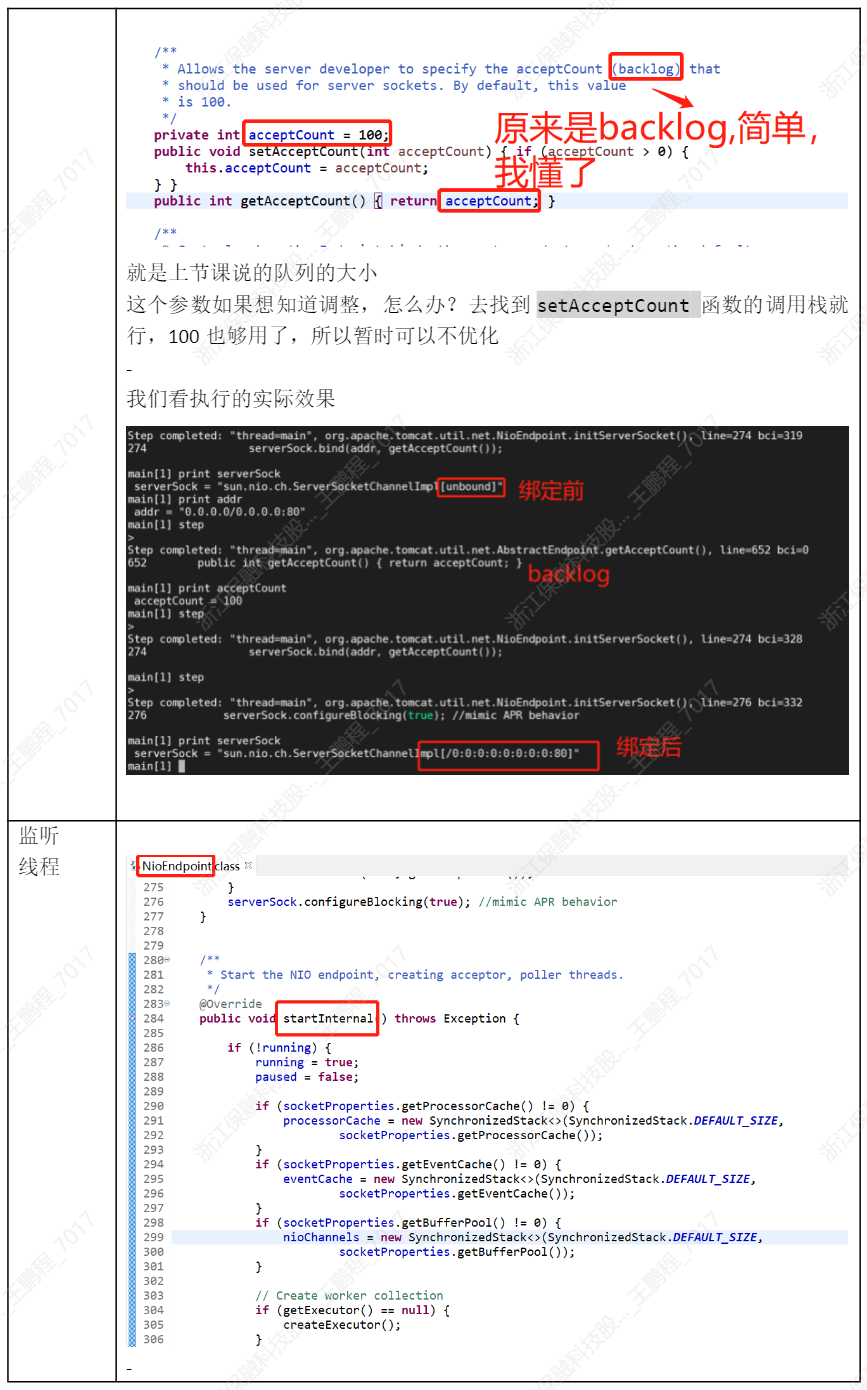 /**
 * Allows the server developer to specify the acceptCount (backlog) that
 * should be used for server sockets. By default, this value
 * is 100.
 */
private int acceptCount = 100;
public void setAcceptCount(int acceptCount) { if (acceptCount > 0) {
    this.acceptCount = acceptCount;
} }
public int getAcceptCount() { return acceptCount; }
/**
原来是backlog,简单，
我懂了
就是上节课说的队列的大小
这个参数如果想知道调整，怎么办？去找到 setAcceptCount 函数的调用栈就
行，100 也够用了，所以暂时可以不优化
-
我们看执行的实际效果
Step completed: "thread=main", org.apache.tomcat.util.net.NioEndpoint.initServerSocket(), line=274 bci=319
274                serverSock.bind(addr, getAcceptCount());
main[1] print serverSock
 serverSock = "sun.nio.ch.ServerSocketChannelImpl[unbound]"
绑定前
main[1] print addr
 addr = "0.0.0.0/0.0.0.0:80"
main[1] step
>
Step completed: "thread=main", org.apache.tomcat.util.net.AbstractEndpoint.getAcceptCount(), line=652 bci=0
652        public int getAcceptCount() { return acceptCount; }
backlog
main[1] print acceptCount
 acceptCount = 100
main[1] step
>
Step completed: "thread=main", org.apache.tomcat.util.net.NioEndpoint.initServerSocket(), line=274 bci=328
274                serverSock.bind(addr, getAcceptCount());
main[1] step
>
Step completed: "thread=main", org.apache.tomcat.util.net.NioEndpoint.initServerSocket(), line=276 bci=332
276            serverSock.configureBlocking(true); //mimic APR behavior
main[1] print serverSock
 serverSock = "sun.nio.ch.ServerSocketChannelImpl[/0:0:0:0:0:0:0:0:80]"
绑定后
main[1]
监听
线程
NioEndpoint.class
275         }
276         serverSock.configureBlocking(true); //mimic APR behavior
277     }
278
279
280     /**
281      * Start the NIO endpoint, creating acceptor, poller threads.
282      */
283     @Override
284     public void startInternal() throws Exception {
285
286         if (!running) {
287             running = true;
288             paused = false;
289
290             if (socketProperties.getProcessorCache() != 0) {
291                 processorCache = new SynchronizedStack<>(SynchronizedStack.DEFAULT_SIZE,
292                         socketProperties.getProcessorCache());
293             }
294             if (socketProperties.getEventCache() != 0) {
295                 eventCache = new SynchronizedStack<>(SynchronizedStack.DEFAULT_SIZE,
296                         socketProperties.getEventCache());
297             }
298             if (socketProperties.getBufferPool() != 0) {
299                 nioChannels = new SynchronizedStack<>(SynchronizedStack.DEFAULT_SIZE,
300                         socketProperties.getBufferPool());
301             }
302
303             // Create worker collection
304             if (getExecutor() == null) {
305                 createExecutor();
306             }
-
浙江保融科技股..._王鹏程_7017